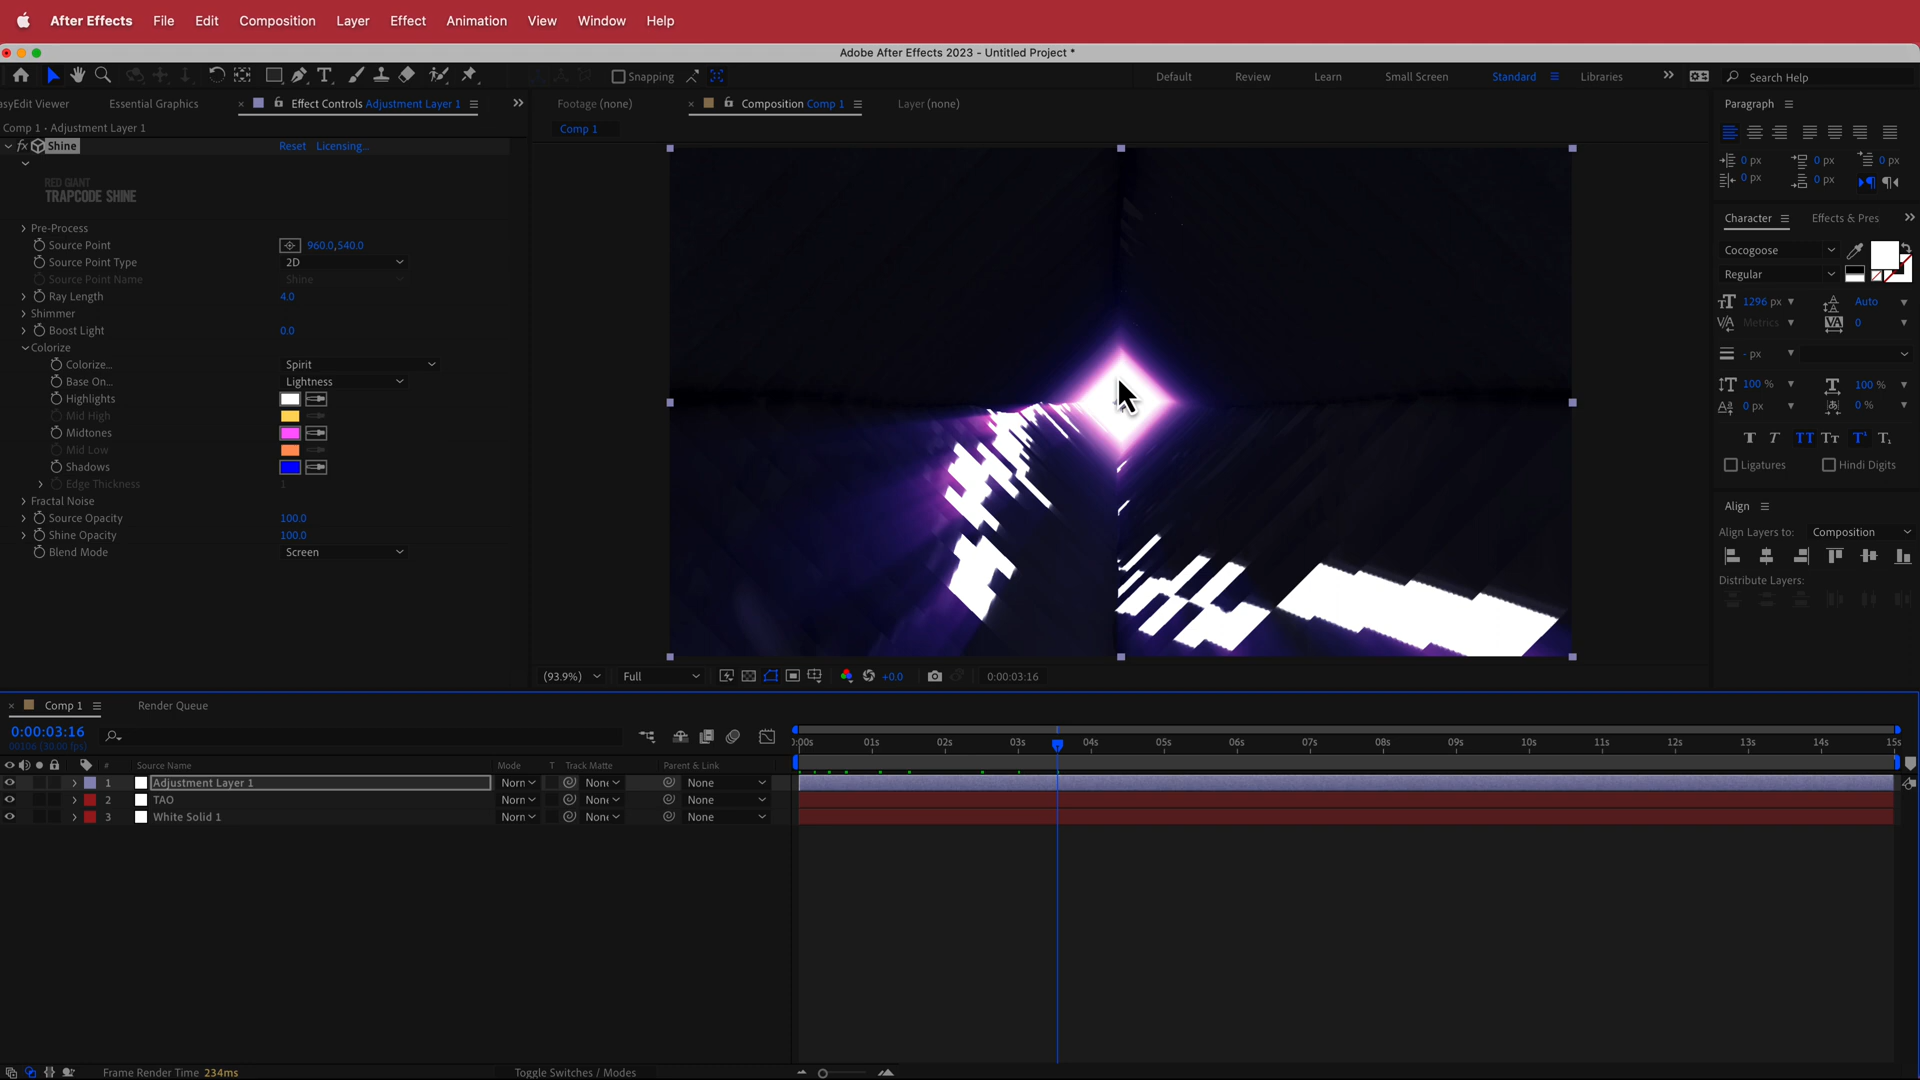 After Effects File Edit Composition Layer Effect Animation View Window Help
Adobe After Effects 2023 - Untitled Project *
T Snapping Default Review Learn Small Screen Standard Libraries Search Help
asyEdit Viewer Essential Graphics × Effect Controls Adjustment Layer 1 Footage (none) × Composition Comp 1 Layer (none) Paragraph
Comp 1 - Adjustment Layer 1
Comp 1
fx Shine Reset Licensing...
RED GIANT
TRAPCODE SHINE
0 px 0 px 0 px
0 px 0 px
Pre-Process
Source Point 960.0,540.0
Source Point Type 2D
Source Point Name Shine
Ray Length 4.0
Shimmer
Boost Light 0.0
Colorize
Colorize... Spirit
Base On... Lightness
Highlights
Mid High
Midtones
Mid Low
Shadows
Edge Thickness 1
Fractal Noise
Source Opacity 100.0
Shine Opacity 100.0
Blend Mode Screen
Character Effects & Pres
Cocogoose
Regular
1296 px Auto
Metrics 0
- px
100 % 100 %
0 px 0 %
T T TT Tт T¹ T₁
Ligatures Hindi Digits
Align
Align Layers to: Composition
Distribute Layers:
(93.9%) Full +0.0 0:00:03:16
× Comp 1 Render Queue
0:00:03:16
00106 (30.00 fps)
):00s 01s 02s 03s 04s 05s 06s 07s 08s 09s 10s 11s 12s 13s 14s 15s
# Source Name Mode T Track Matte Parent & Link
1 Adjustment Layer 1 Norn None None
2 TAO Norn None None
3 White Solid 1 Norn None None
Frame Render Time 234ms Toggle Switches / Modes